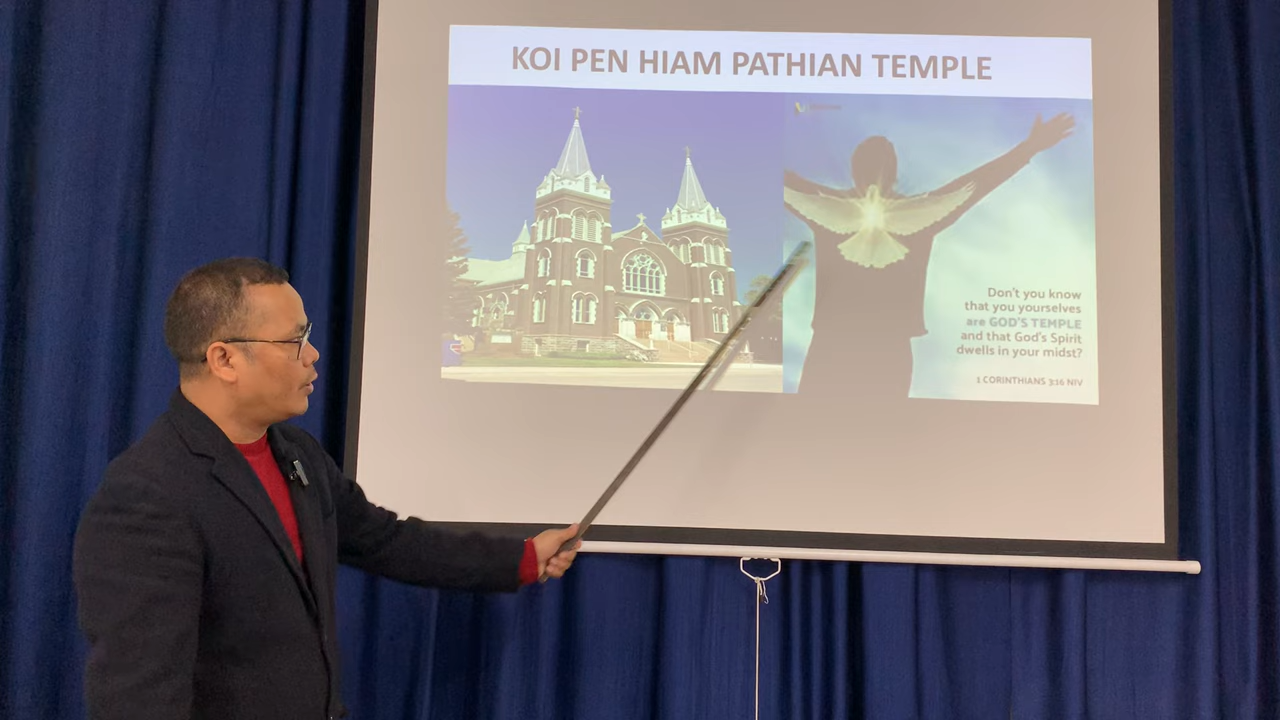 KOI PEN HIAM PATHIAN TEMPLE
Don't you know
that you yourselves
are GOD'S TEMPLE
and that God's Spirit
dwells in your midst?
1 CORINTHIANS 3:16 NIV